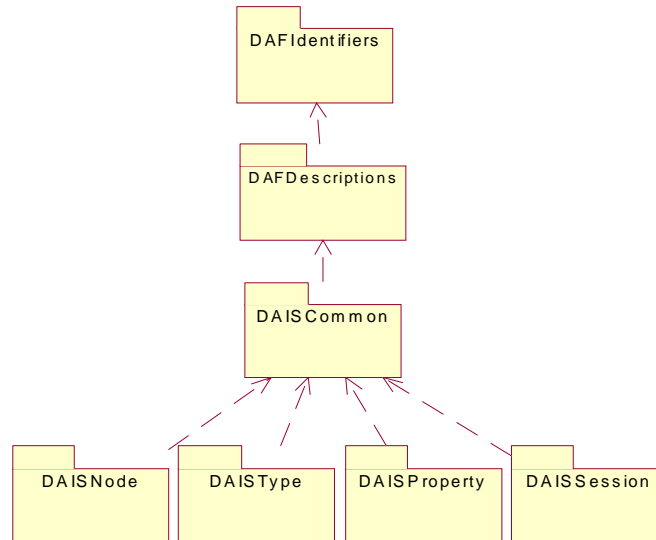 DAFIdentifiers
DAFDescriptions
DAISCommon
DAISNode
DAISType
DAISProperty
DAISSession